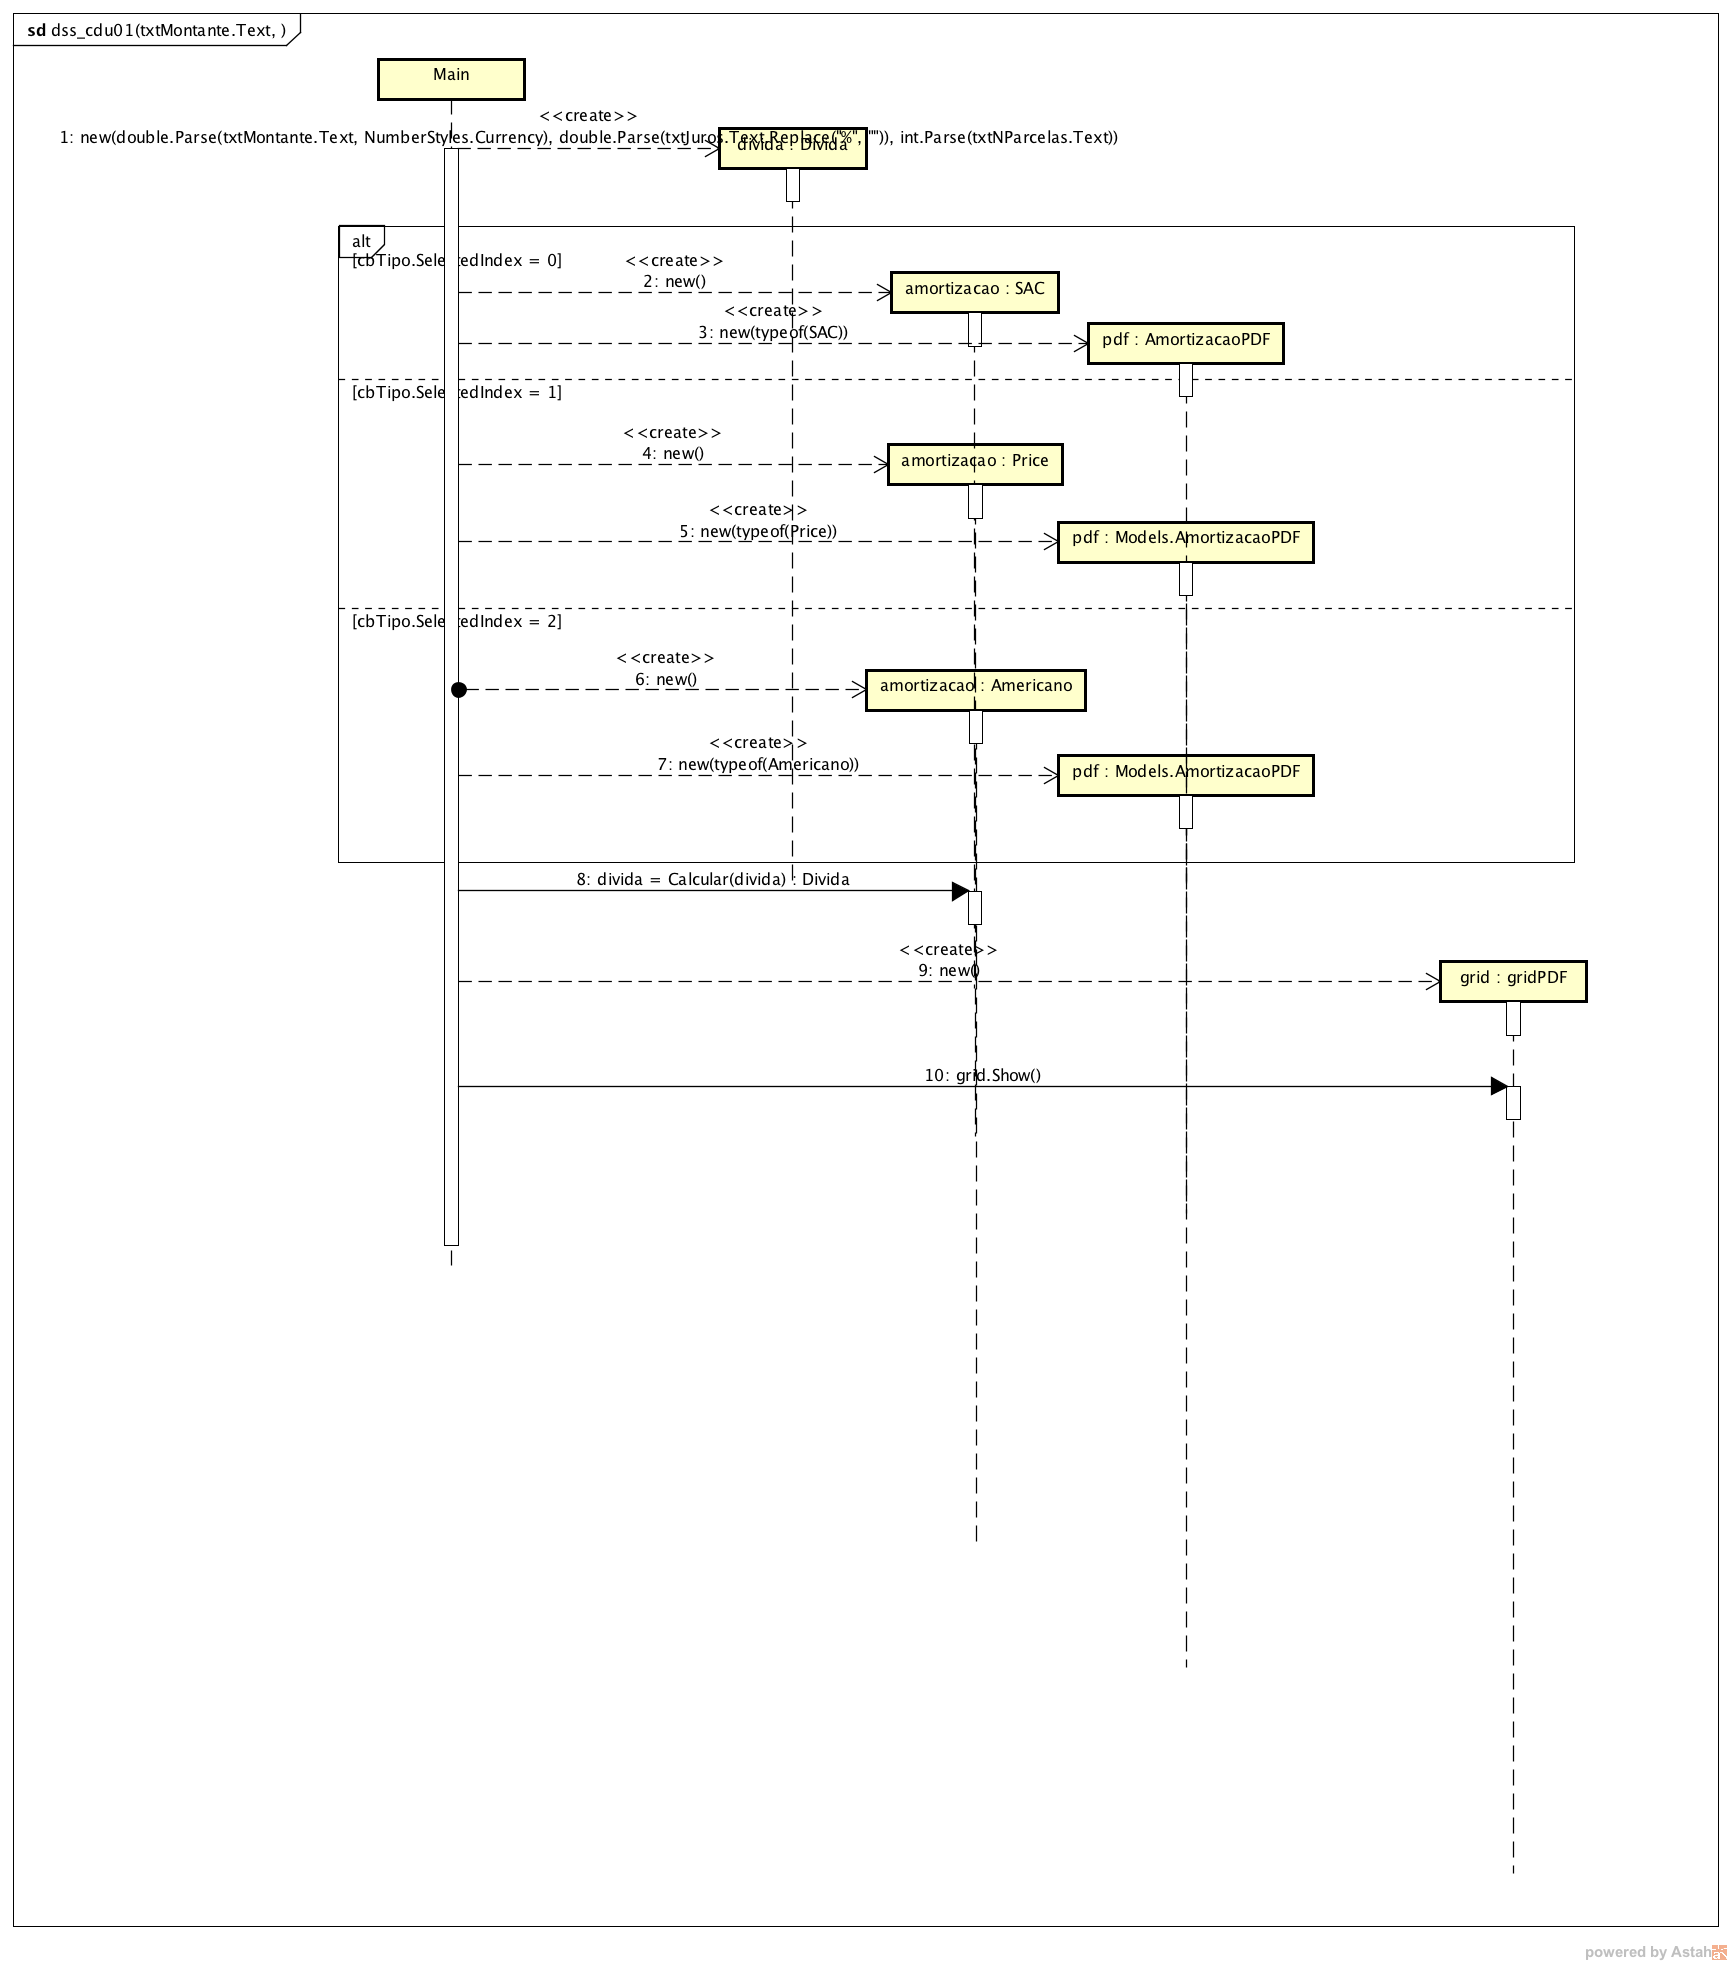 sd dss_cdu01(txtMontante.Text, )
Main
<<create>>
1: new(double.Parse(txtMontante.Text, NumberStyles.Currency), double.Parse(txtJuros.Text.Replace("%", "")), int.Parse(txtNParcelas.Text))
divida : Divida
alt
[cbTipo.SelectedIndex = 0]
<<create>>
2: new()
amortizacao : SAC
<<create>>
3: new(typeof(SAC))
pdf : AmortizacaoPDF
[cbTipo.SelectedIndex = 1]
<<create>>
4: new()
amortizacao : Price
<<create>>
5: new(typeof(Price))
pdf : Models.AmortizacaoPDF
[cbTipo.SelectedIndex = 2]
<<create>>
6: new()
amortizacao : Americano
<<create>>
7: new(typeof(Americano))
pdf : Models.AmortizacaoPDF
8: divida = Calcular(divida) : Divida
<<create>>
9: new()
grid : gridPDF
10: grid.Show()
powered by Astah